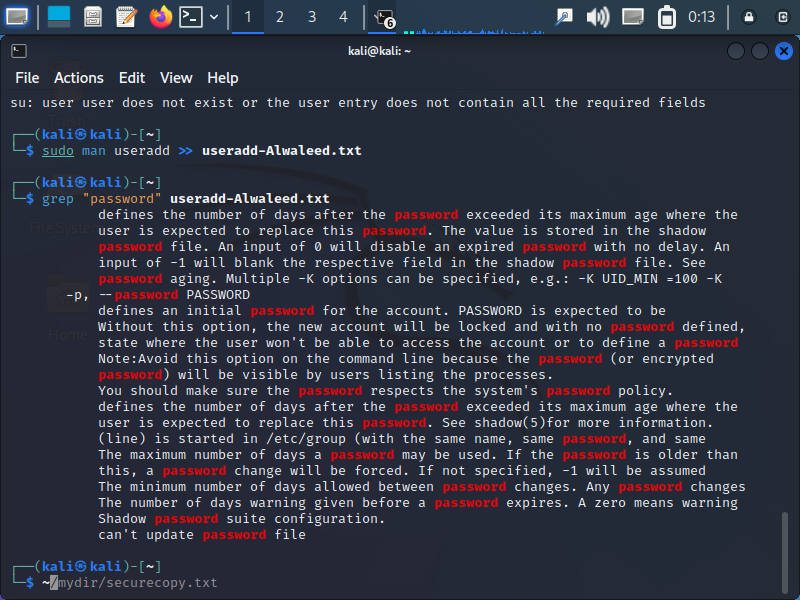 1 2 3 4 6 0:13
kali@kali: ~
File Actions Edit View Help
su: user user does not exist or the user entry does not contain all the required fields
Trash
┌──(kali㉿kali)-[~]
└─$ sudo man useradd >> useradd-Alwaleed.txt
┌──(kali㉿kali)-[~]
└─$ grep "password" useradd-Alwaleed.txt
defines the number of days after the password exceeded its maximum age where the
File System
user is expected to replace this password. The value is stored in the shadow
password file. An input of 0 will disable an expired password with no delay. An
input of -1 will blank the respective field in the shadow password file. See
password aging. Multiple -K options can be specified, e.g.: -K UID_MIN =100 -K
-p, --password PASSWORD
defines an initial password for the account. PASSWORD is expected to be
Without this option, the new account will be locked and with no password defined,
Home
state where the user won't be able to access the account or to define a password
Note:Avoid this option on the command line because the password (or encrypted
password) will be visible by users listing the processes.
You should make sure the password respects the system's password policy.
defines the number of days after the password exceeded its maximum age where the
user is expected to replace this password. See shadow(5)for more information.
(line) is started in /etc/group (with the same name, same password, and same
The maximum number of days a password may be used. If the password is older than
this, a password change will be forced. If not specified, -1 will be assumed
The minimum number of days allowed between password changes. Any password changes
The number of days warning given before a password expires. A zero means warning
Shadow password suite configuration.
can't update password file
┌──(kali㉿kali)-[~]
└─$ ~/mydir/securecopy.txt